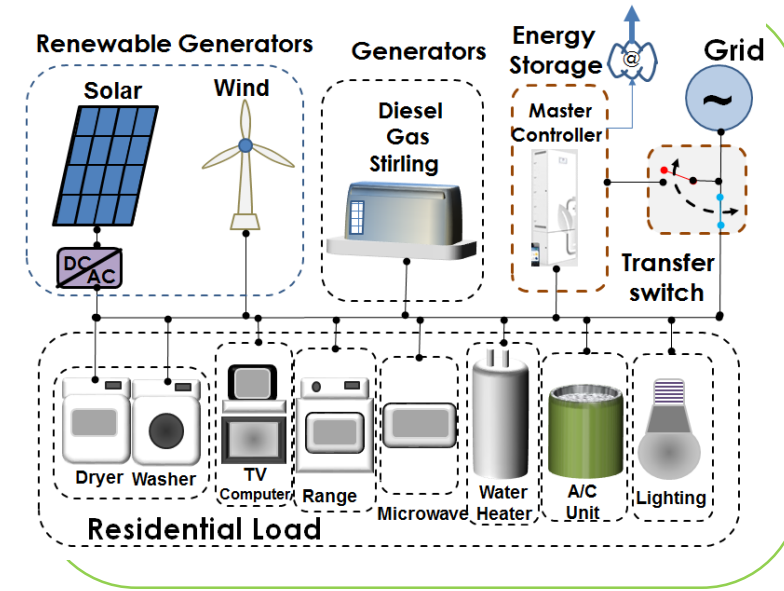 Renewable Generators
Solar
Wind
DC
AC
Generators
Diesel
Gas
Stirling
Energy
Storage
@
Master
Controller
Grid
~
Transfer
switch
Dryer
Washer
TV
Computer
Range
Microwave
Water
Heater
A/C
Unit
Lighting
Residential Load